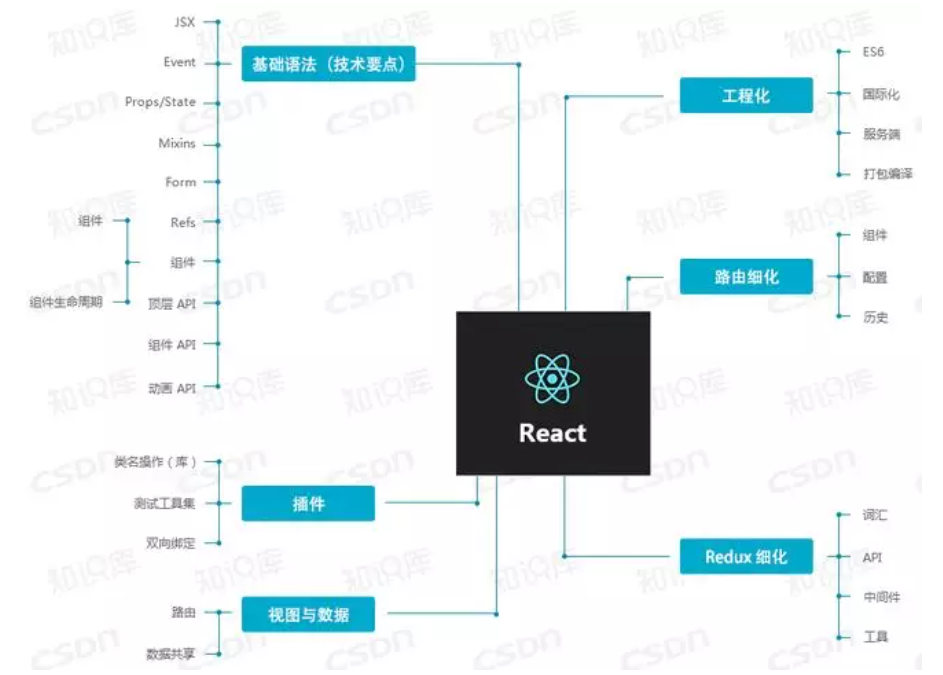 JSX
Event
Props/State
Mixins
Form
Refs
组件
顶层 API
组件 API
动画 API
组件
组件生命周期
基础语法（技术要点）
工程化
ES6
国际化
服务端
打包编译
路由细化
组件
配置
历史
React
类名操作（库）
测试工具集
双向绑定
插件
路由
数据共享
视图与数据
Redux 细化
词汇
API
中间件
工具
知识库
CSDN